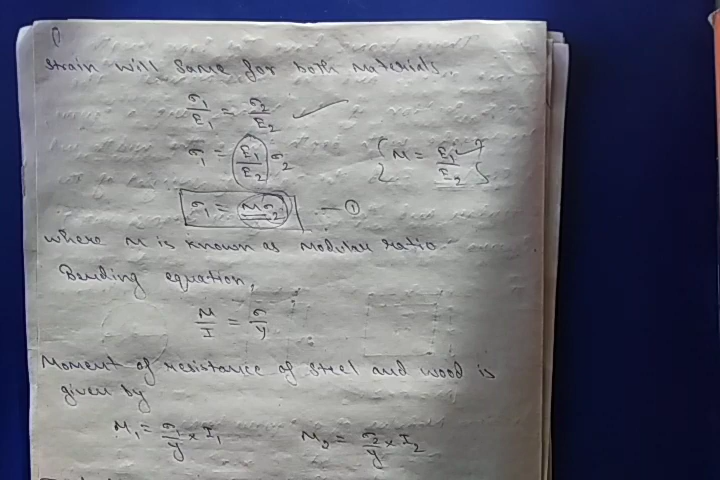 Strain will same for both materials.
σ1/E1 = σ2/E2
σ1 = E1/E2 σ2 { M = E1/E2 }
σ1 = Mσ2 — ①
where M is known as modular ratio
Bending equation,
M/I = σ/y
Moment of resistance of steel and wood is
given by
M1 = σ1/y × I1 M2 = σ2/y × I2